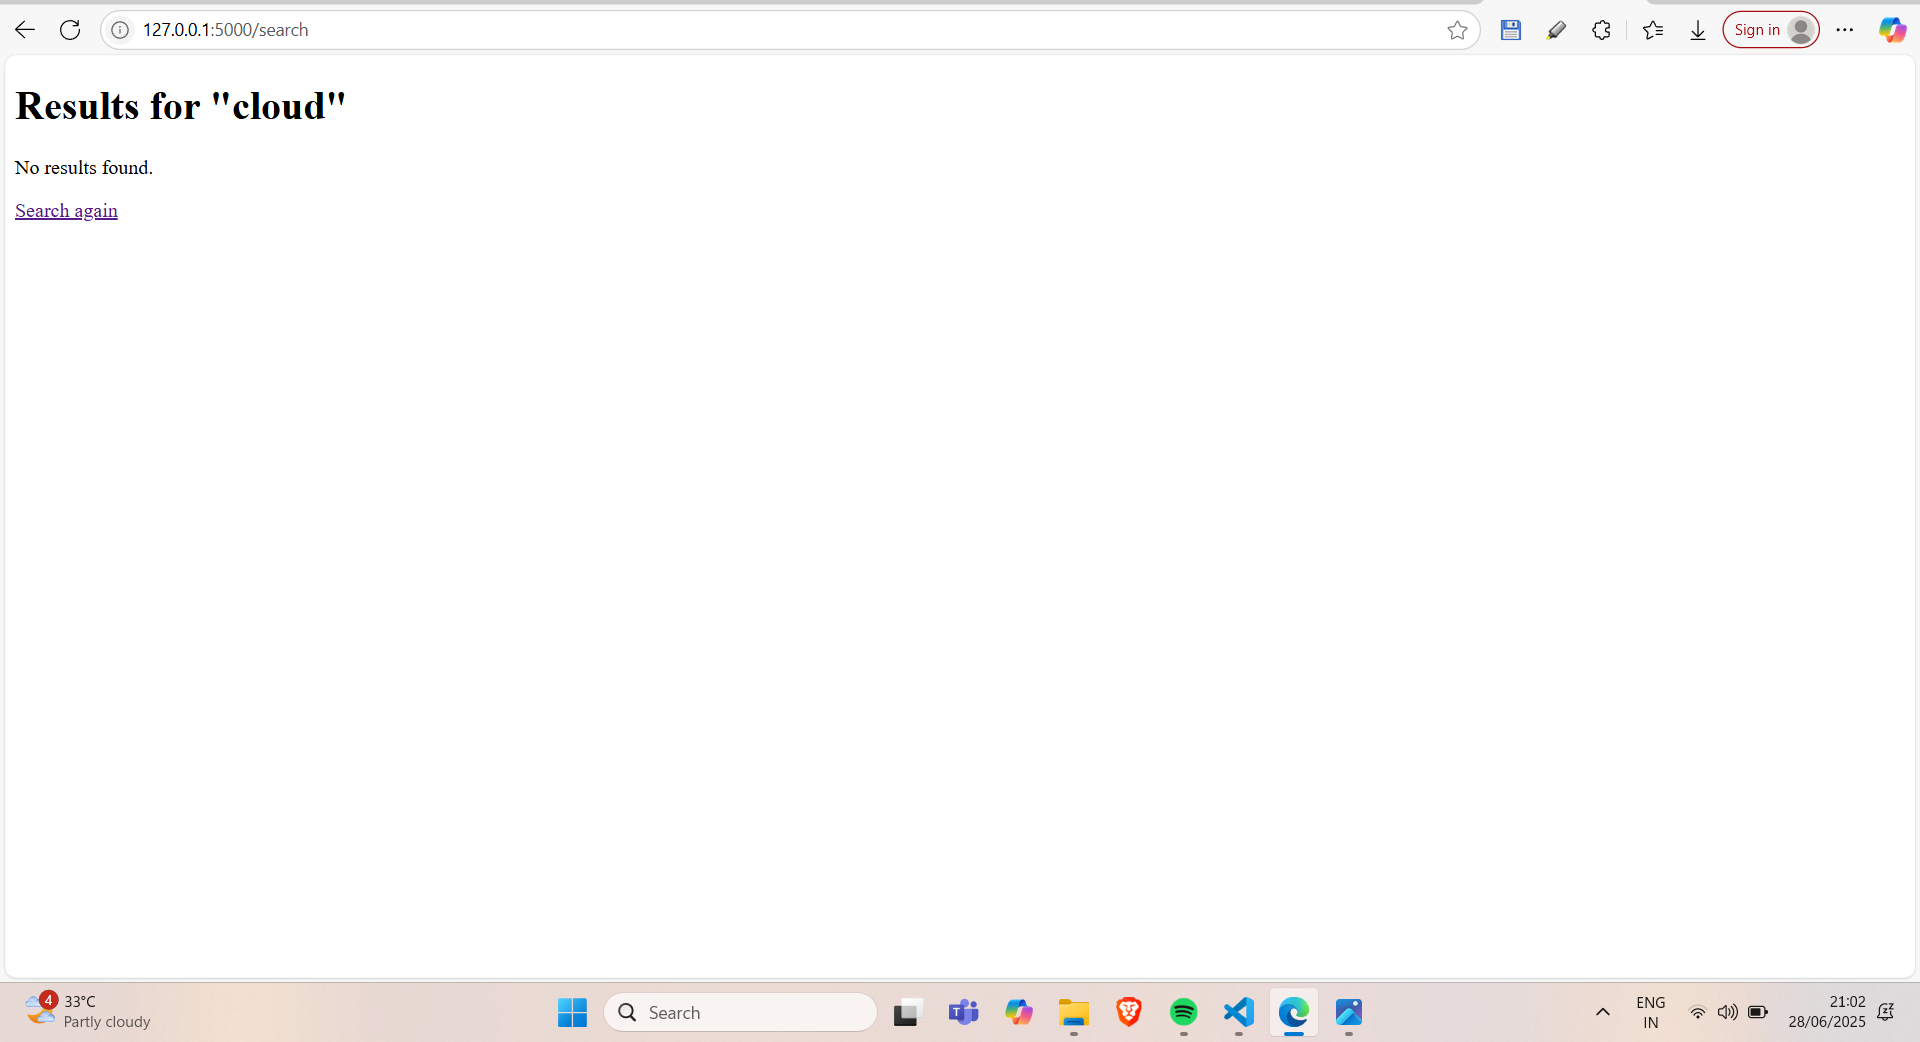 127.0.0.1:5000/search
Sign in
Results for "cloud"
No results found.
Search again
4
33°C
Partly cloudy
Search
T
ENG
IN
21:02
28/06/2025